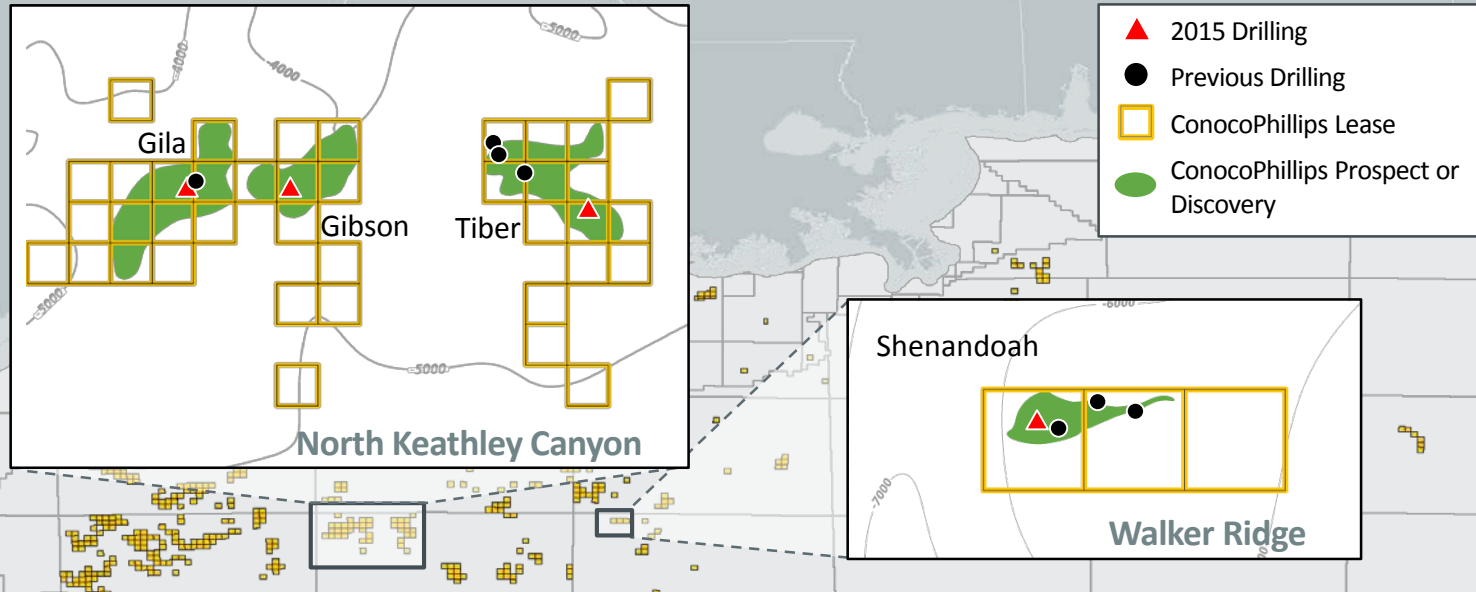 -4000
-4000
-5000
Gila
Gibson
Tiber
-5000
-5000
North Keathley Canyon
2015 Drilling
Previous Drilling
ConocoPhillips Lease
ConocoPhillips Prospect or
Discovery
-6000
Shenandoah
-7000
Walker Ridge